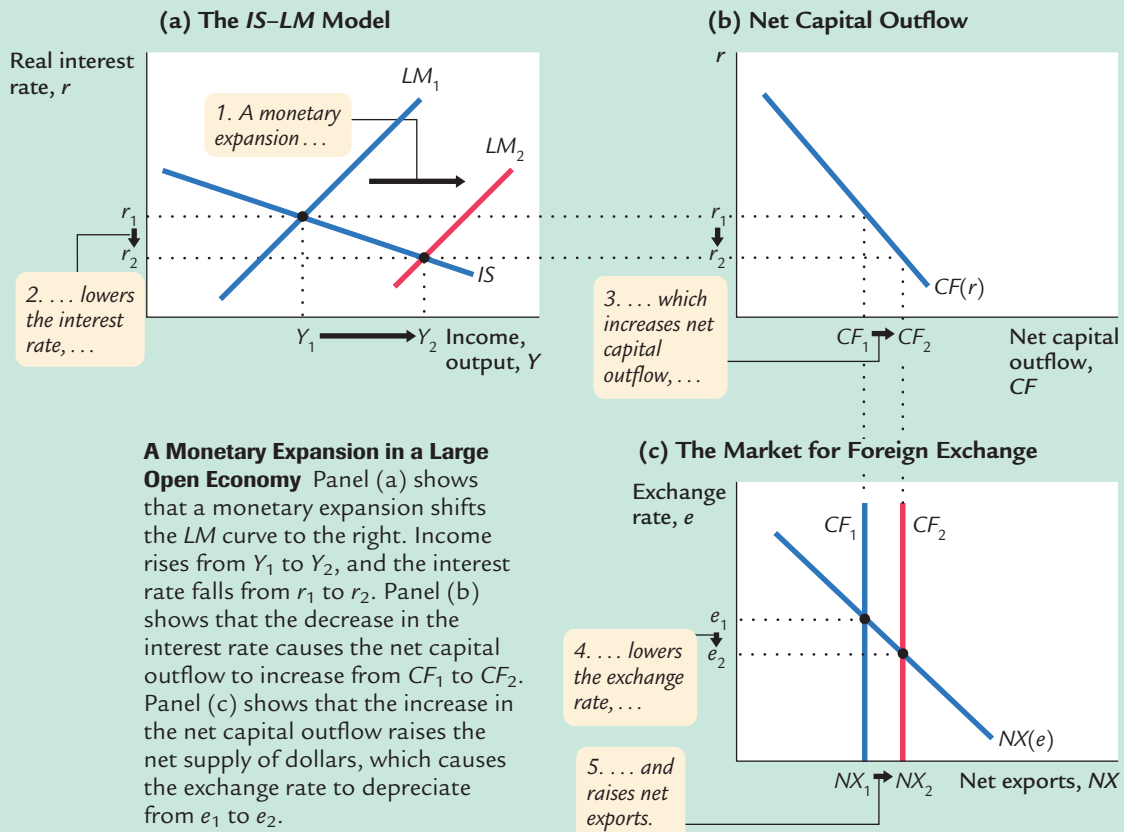 (a) The IS–LM Model
Real interest
rate, r
LM1
1. A monetary
expansion . . .
LM2
r1
r2
IS
2. . . . lowers
the interest
rate, . . .
Y1
Y2
Income,
output, Y
(b) Net Capital Outflow
r
r1
r2
CF(r)
3. . . . which
increases net
capital
outflow, . . .
CF1
CF2
Net capital
outflow,
CF
A Monetary Expansion in a Large
Open Economy Panel (a) shows
that a monetary expansion shifts
the LM curve to the right. Income
rises from Y1 to Y2, and the interest
rate falls from r1 to r2. Panel (b)
shows that the decrease in the
interest rate causes the net capital
outflow to increase from CF1 to CF2.
Panel (c) shows that the increase in
the net capital outflow raises the
net supply of dollars, which causes
the exchange rate to depreciate
from e1 to e2.
(c) The Market for Foreign Exchange
Exchange
rate, e
CF1
CF2
e1
e2
4. . . . lowers
the exchange
rate, . . .
NX(e)
5. . . . and
raises net
exports.
NX1
NX2
Net exports, NX